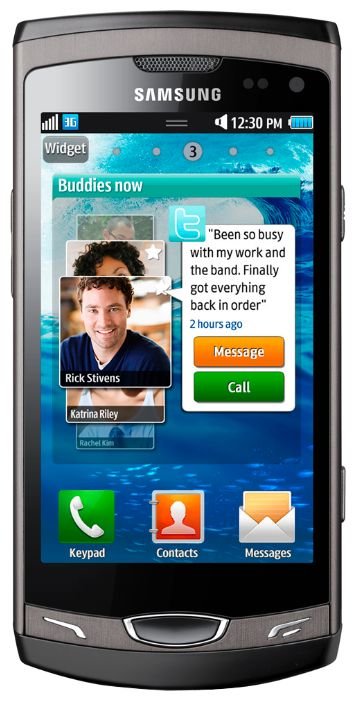 SAMSUNG
3G
12:30 PM
Widget
3
Buddies now
"Been so busy
with my work and
the band. Finally
got everyhing
back in order"
2 hours ago
Message
Call
Rick Stivens
Katrina Riley
Rachel Kim
Keypad
Contacts
Messages